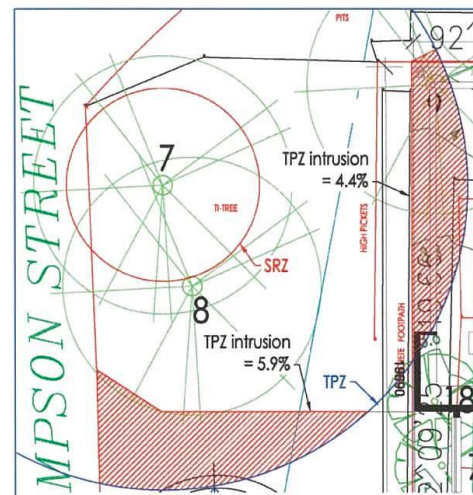 PITS
92°
MPSON STREET
7
TPZ intrusion
= 4.4%
TI-TREE
HIGH PICKETS
SRZ
8
TPZ intrusion
= 5.9%
TPZ
FOOTPATH